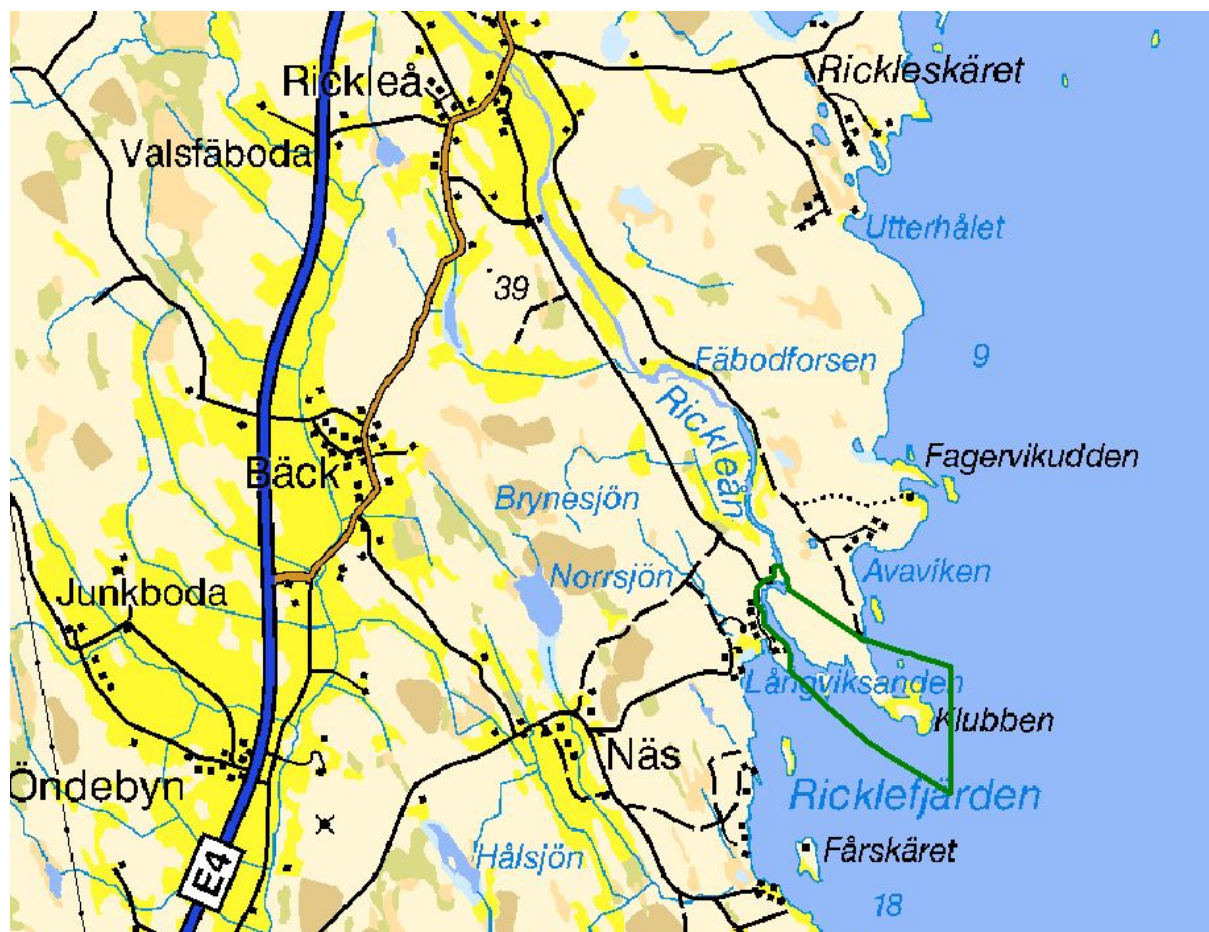 Rickleskäret
Rickleå
Valsfäboda
Utterhålet
39
Fäbodforsen
9
Rickleån
Fagervikudden
Bäck
Brynesjön
Norrsjön
Avaviken
Junkboda
Långviksanden
Klubben
Näs
Öndebyn
Ricklefjärden
Hålsjön
Fårskäret
E4
18